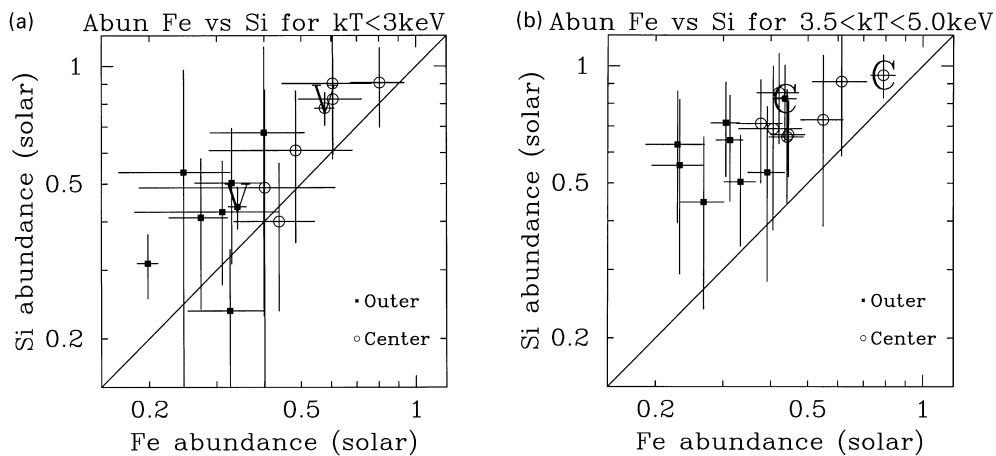 (a) Abun Fe vs Si for kT<3keV
1
0.5
0.2
Si abundance (solar)
V
V
Outer
Center
0.2 0.5 1
Fe abundance (solar)
(b) Abun Fe vs Si for 3.5<kT<5.0keV
1
0.5
0.2
Si abundance (solar)
C
C
Outer
Center
0.2 0.5 1
Fe abundance (solar)